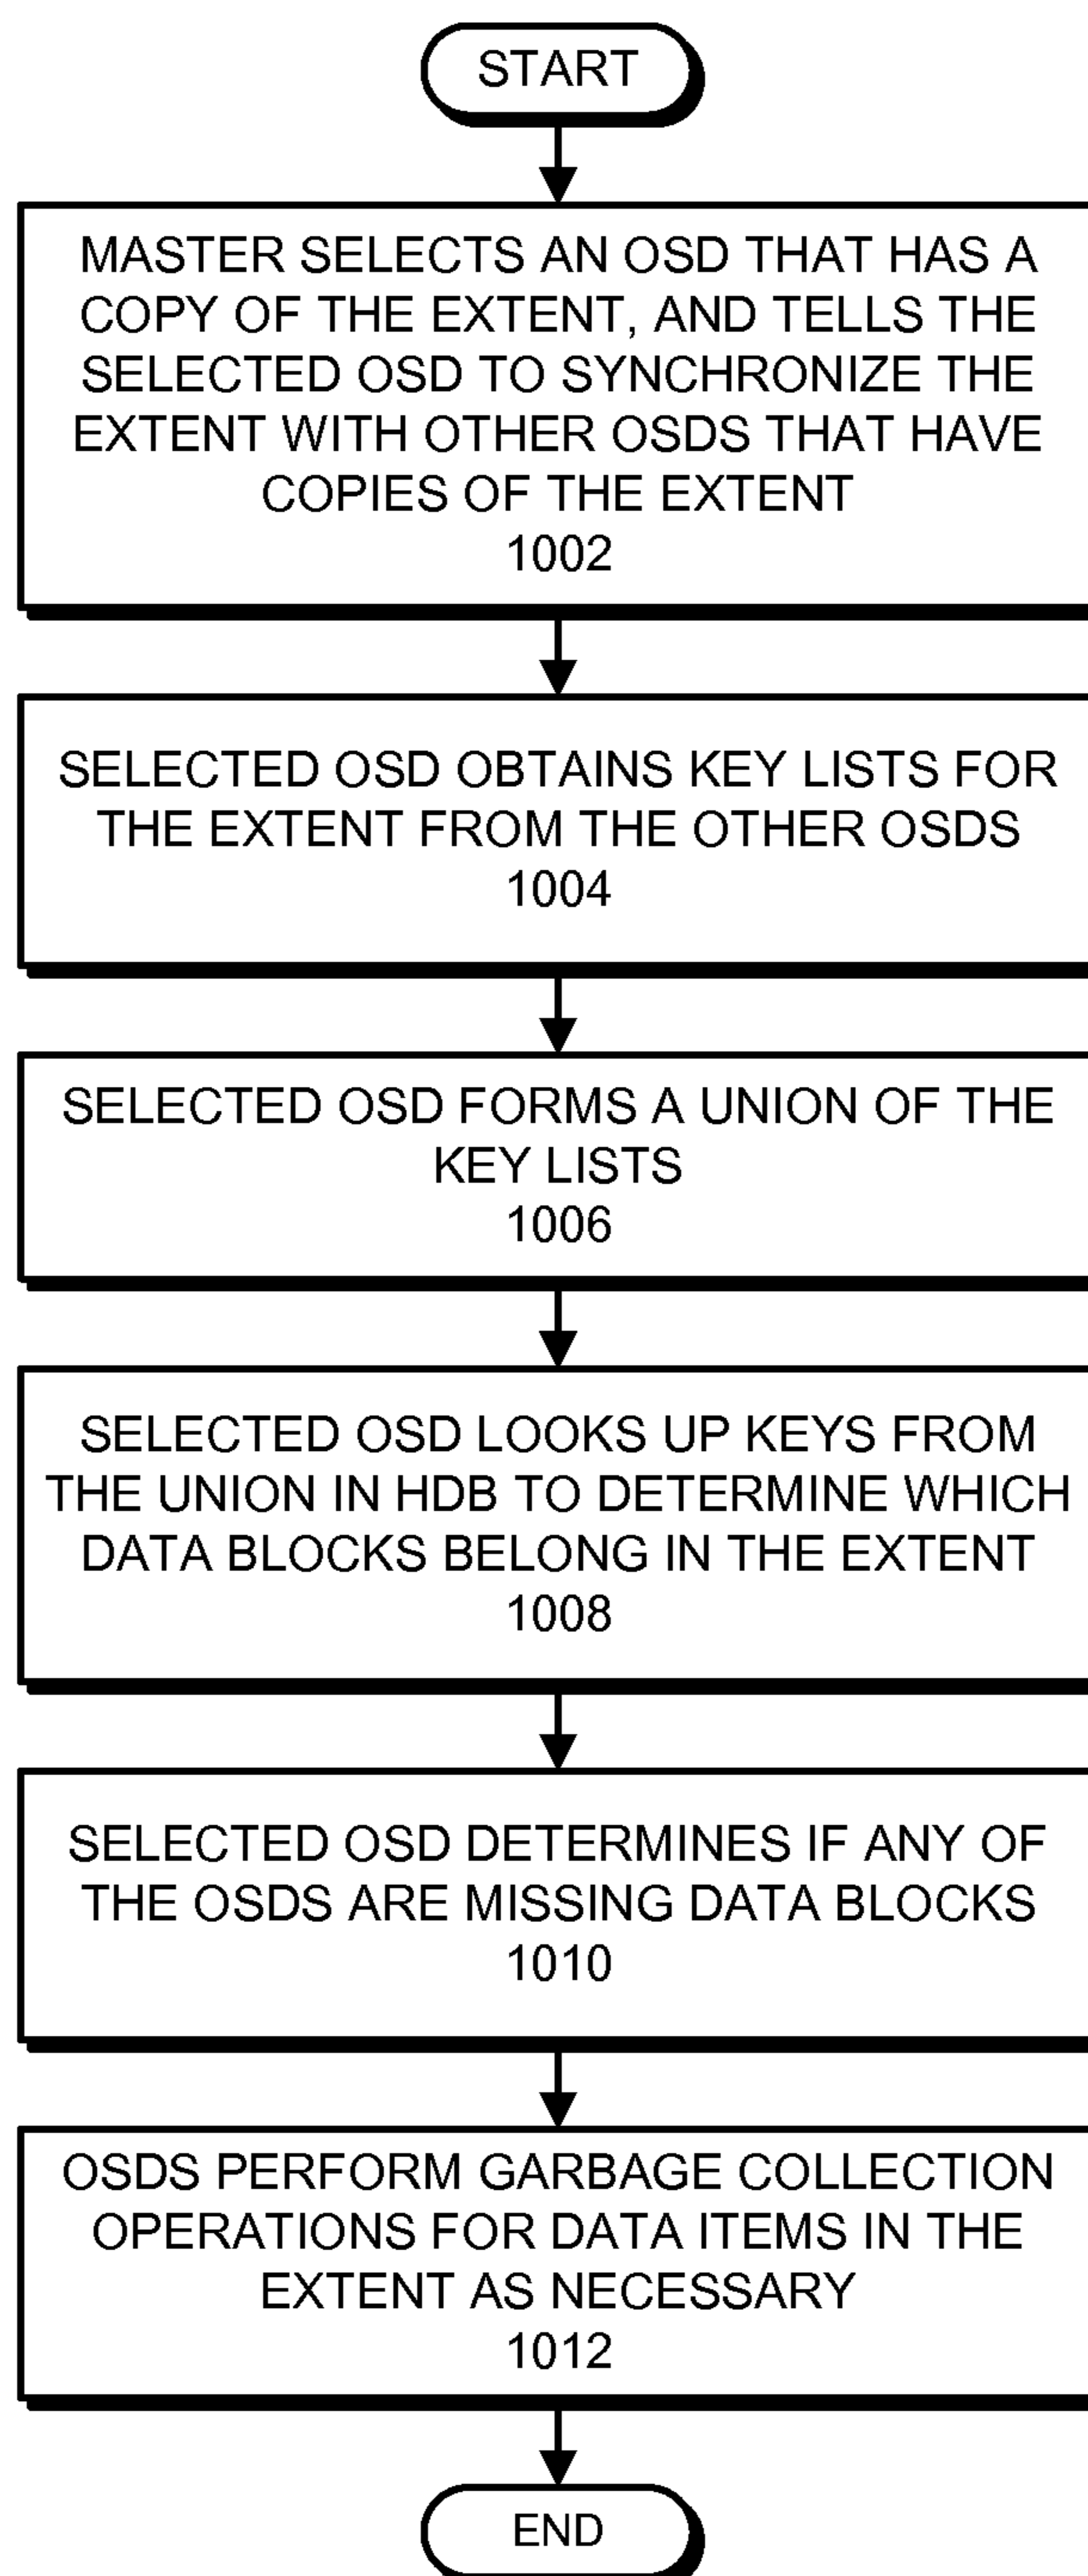 START
MASTER SELECTS AN OSD THAT HAS A
COPY OF THE EXTENT, AND TELLS THE
SELECTED OSD TO SYNCHRONIZE THE
EXTENT WITH OTHER OSDS THAT HAVE
COPIES OF THE EXTENT
1002
SELECTED OSD OBTAINS KEY LISTS FOR
THE EXTENT FROM THE OTHER OSDS
1004
SELECTED OSD FORMS A UNION OF THE
KEY LISTS
1006
SELECTED OSD LOOKS UP KEYS FROM
THE UNION IN HDB TO DETERMINE WHICH
DATA BLOCKS BELONG IN THE EXTENT
1008
SELECTED OSD DETERMINES IF ANY OF
THE OSDS ARE MISSING DATA BLOCKS
1010
OSDS PERFORM GARBAGE COLLECTION
OPERATIONS FOR DATA ITEMS IN THE
EXTENT AS NECESSARY
1012
END